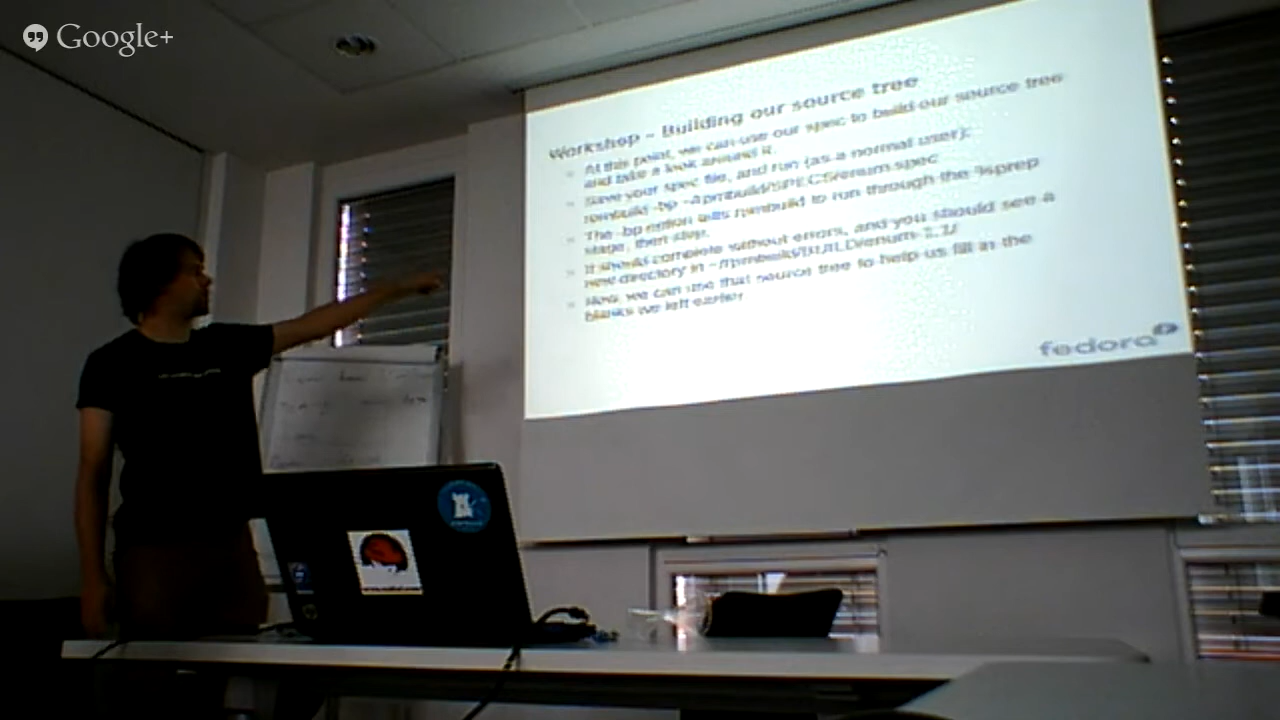 Google+
Workshop – Building our source tree
At this point, we can use our spec to build our source tree
and take a look around it.
Save your spec file, and run (as a normal user):
rpmbuild -bp ~/rpmbuild/SPECS/enum.spec
The -bp option tells rpmbuild to run through the %prep
stage, then stop.
It should complete without errors, and you should see a
new directory in ~/rpmbuild/BUILD/enum-1.1/
Now, we can use that source tree to help us fill in the
blanks we left earlier
fedora